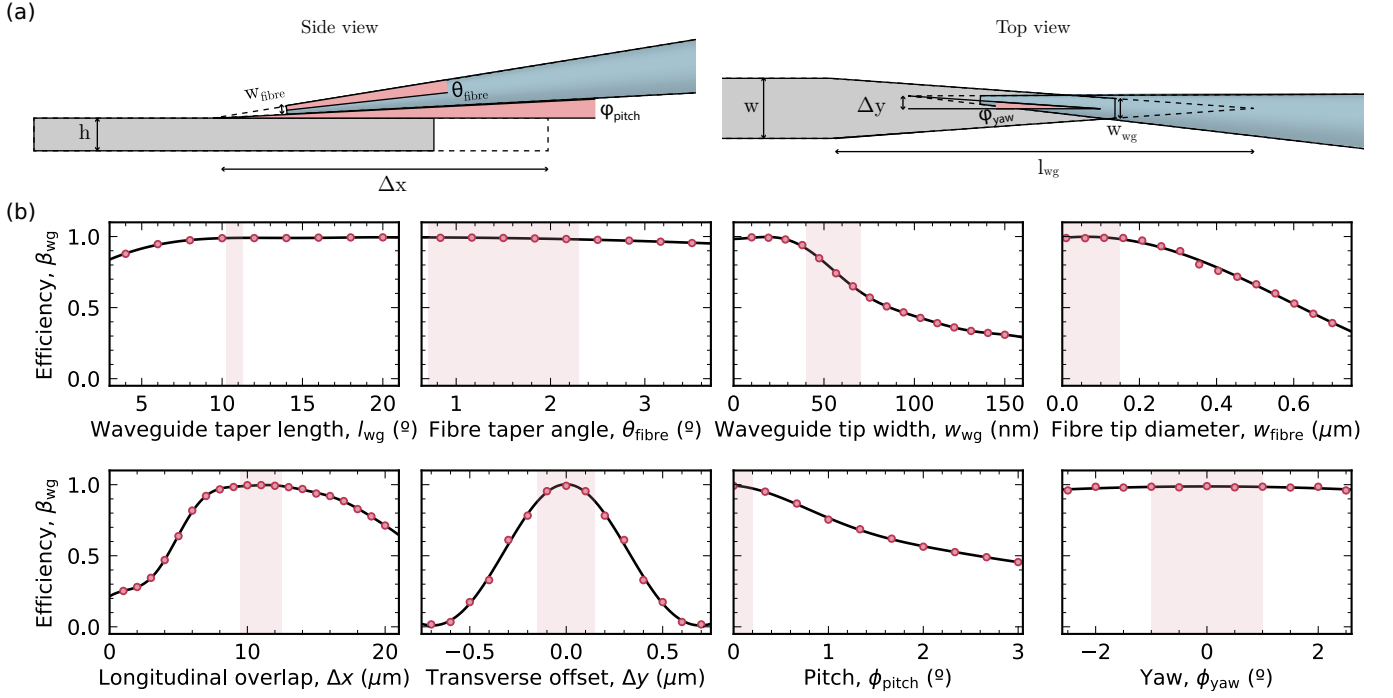 (a)
Side view
Top view
w_fibre
θ_fibre
φ_pitch
h
Δx
w
Δy
φ_yaw
w_wg
l_wg
(b)
Efficiency, β_wg
1.0
0.5
0.0
5 10 15 20
Waveguide taper length, l_wg (º)
1 2 3
Fibre taper angle, θ_fibre (º)
0 50 100 150
Waveguide tip width, w_wg (nm)
0.0 0.2 0.4 0.6
Fibre tip diameter, w_fibre (μm)
Efficiency, β_wg
1.0
0.5
0.0
0 10 20
Longitudinal overlap, Δx (μm)
−0.5 0.0 0.5
Transverse offset, Δy (μm)
0 1 2 3
Pitch, ϕ_pitch (º)
−2 0 2
Yaw, ϕ_yaw (º)